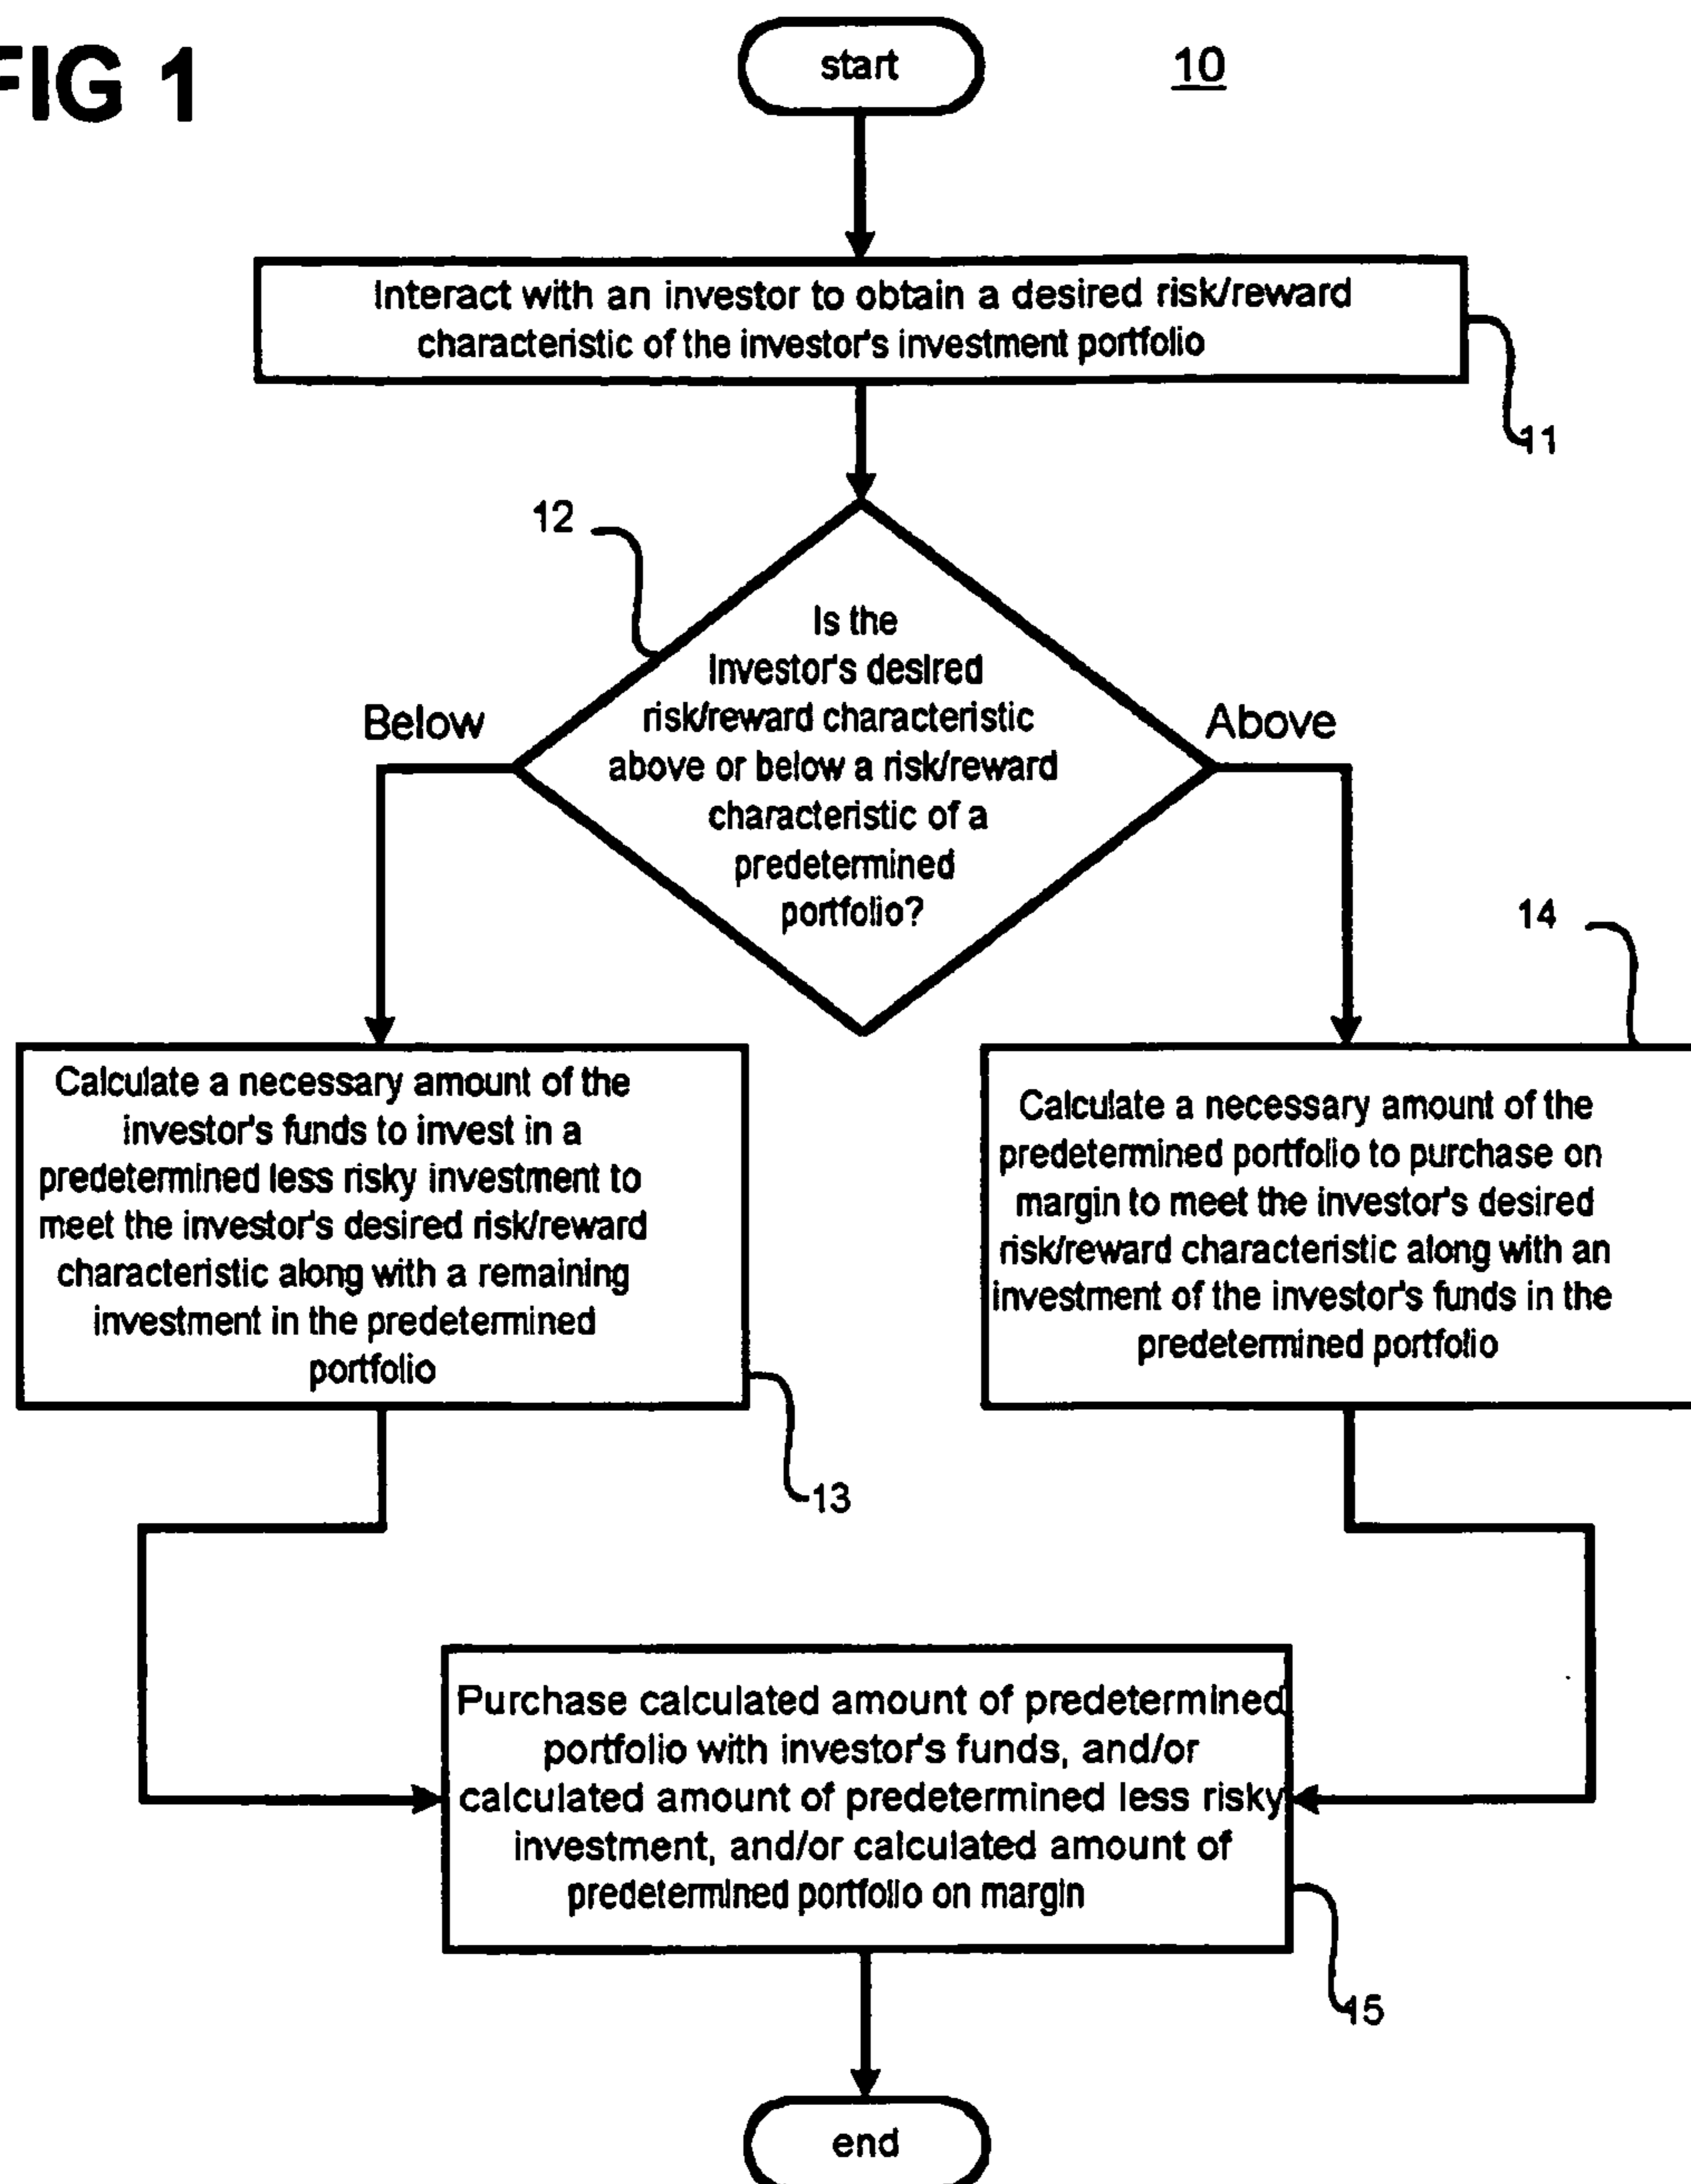 FIG 1
start
10
Interact with an investor to obtain a desired risk/reward
characteristic of the investor's investment portfolio
11
12
Is the
investor's desired
risk/reward characteristic
above or below a risk/reward
characteristic of a
predetermined
portfolio?
Below
Above
14
Calculate a necessary amount of the
investor's funds to invest in a
predetermined less risky investment to
meet the investor's desired risk/reward
characteristic along with a remaining
investment in the predetermined
portfolio
13
Calculate a necessary amount of the
predetermined portfolio to purchase on
margin to meet the investor's desired
risk/reward characteristic along with an
investment of the investor's funds in the
predetermined portfolio
Purchase calculated amount of predetermined
portfolio with investor's funds, and/or
calculated amount of predetermined less risky
investment, and/or calculated amount of
predetermined portfolio on margin
15
end